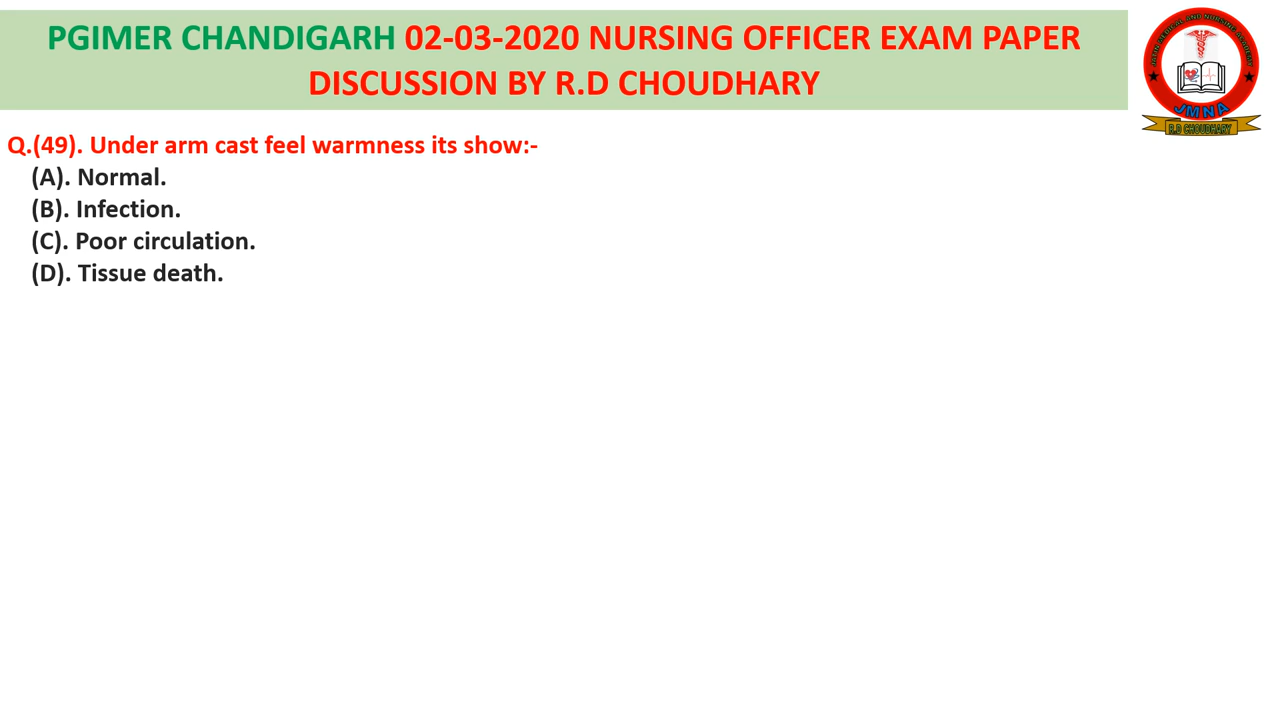 PGIMER CHANDIGARH 02-03-2020 NURSING OFFICER EXAM PAPER
DISCUSSION BY R.D CHOUDHARY
JMNA
R.D CHOUDHARY
Q.(49). Under arm cast feel warmness its show:-
(A). Normal.
(B). Infection.
(C). Poor circulation.
(D). Tissue death.